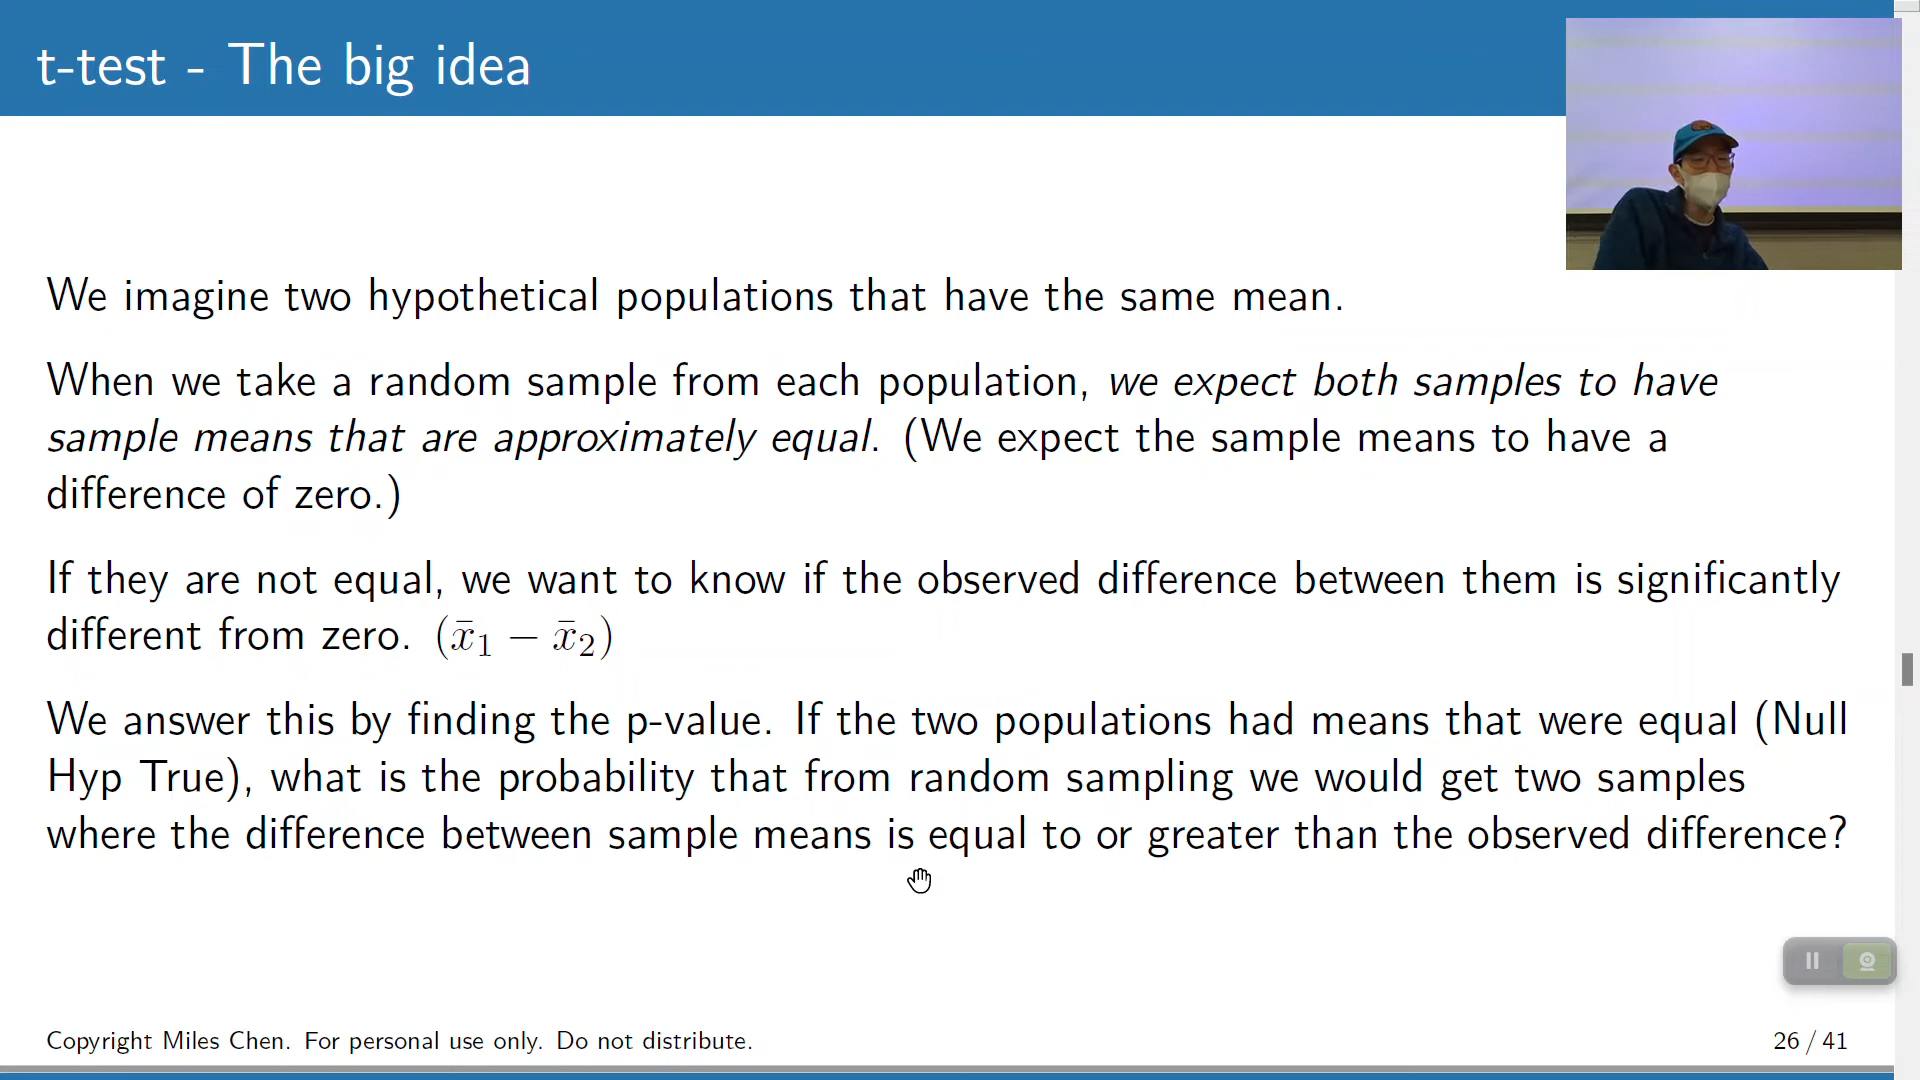 t-test - The big idea
We imagine two hypothetical populations that have the same mean.
When we take a random sample from each population, we expect both samples to have
sample means that are approximately equal. (We expect the sample means to have a
difference of zero.)
If they are not equal, we want to know if the observed difference between them is significantly
different from zero. (x̄₁ − x̄₂)
We answer this by finding the p-value. If the two populations had means that were equal (Null
Hyp True), what is the probability that from random sampling we would get two samples
where the difference between sample means is equal to or greater than the observed difference?
Copyright Miles Chen. For personal use only. Do not distribute.
26 / 41